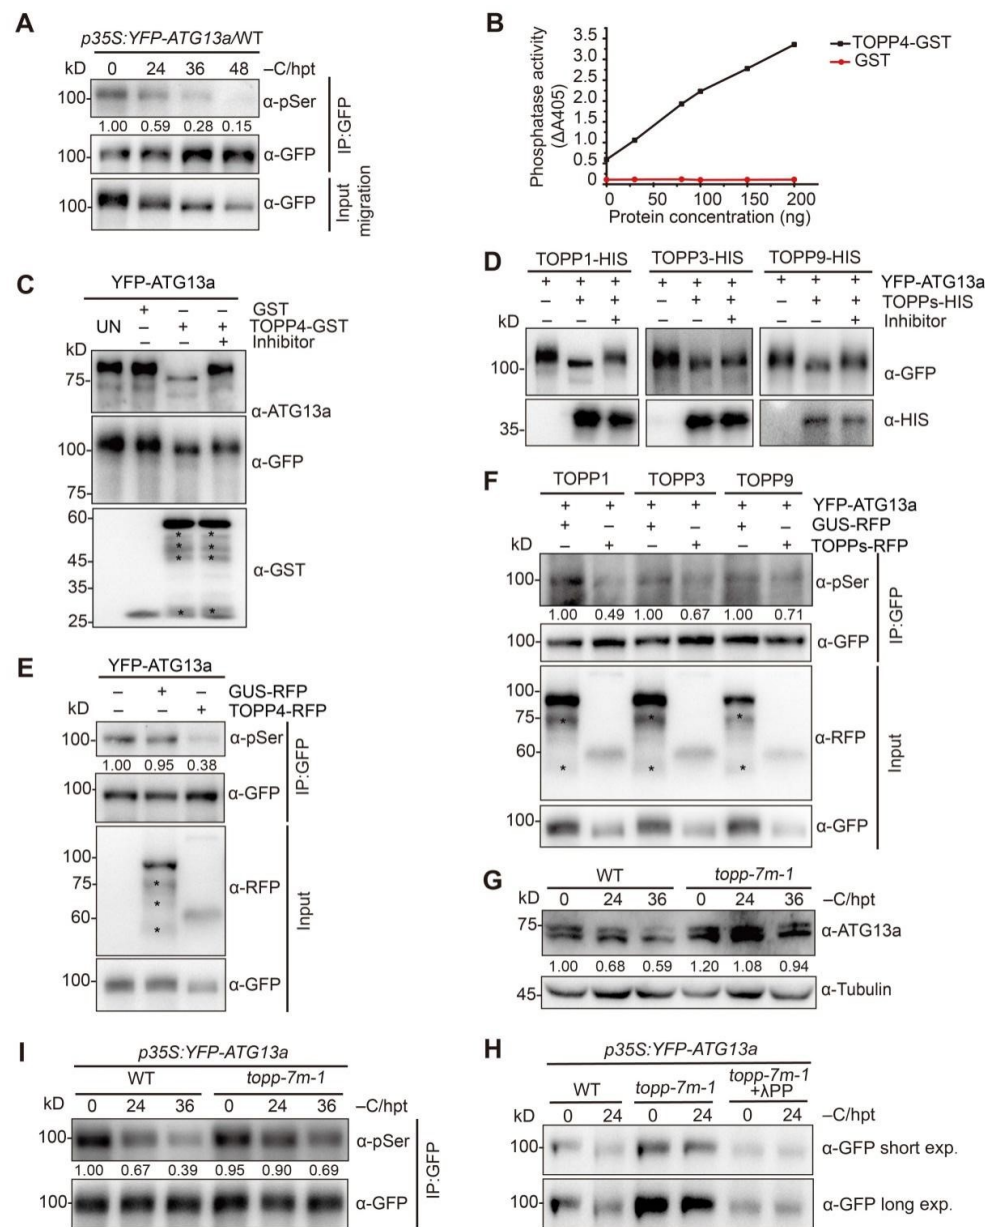 A
p35S:YFP-ATG13a/WT
kD 0 24 36 48 –C/hpt
100- α-pSer
1.00 0.59 0.28 0.15
100- α-GFP
IP:GFP
100- α-GFP
Input
migration
B
Phosphatase activity
(ΔA405)
3.5
3.0
2.5
2.0
1.5
1.0
0.5
0
0 50 100 150 200
Protein concentration (ng)
TOPP4-GST
GST
C
YFP-ATG13a
– + – – GST
UN – + + TOPP4-GST
– – + Inhibitor
kD
75- α-ATG13a
100- α-GFP
75-
60-
45-
35- α-GST
25-
* * * * * * * *
D
TOPP1-HIS TOPP3-HIS TOPP9-HIS
+ + + + + + + + + YFP-ATG13a
– + + – + + – + + TOPPs-HIS
– – + – – + – – + Inhibitor
kD
100- α-GFP
35- α-HIS
E
YFP-ATG13a
– + – GUS-RFP
kD – – + TOPP4-RFP
100- α-pSer
1.00 0.95 0.38
100- α-GFP
IP:GFP
100-
75- α-RFP
60-
* * *
100- α-GFP
Input
F
TOPP1 TOPP3 TOPP9
+ + + + + + YFP-ATG13a
+ – + – + – GUS-RFP
kD – + – + – + TOPPs-RFP
100- α-pSer
1.00 0.49 1.00 0.67 1.00 0.71
100- α-GFP
IP:GFP
100-
75- * * * α-RFP
60-
* * *
100- α-GFP
Input
G
WT topp-7m-1
kD 0 24 36 0 24 36 –C/hpt
75- α-ATG13a
1.00 0.68 0.59 1.20 1.08 0.94
45- α-Tubulin
I
p35S:YFP-ATG13a
WT topp-7m-1
kD 0 24 36 0 24 36 –C/hpt
100- α-pSer
1.00 0.67 0.39 0.95 0.90 0.69
100- α-GFP
IP:GFP
H
p35S:YFP-ATG13a
WT topp-7m-1 topp-7m-1
+λPP
kD 0 24 0 24 0 24 –C/hpt
100- α-GFP short exp.
100- α-GFP long exp.